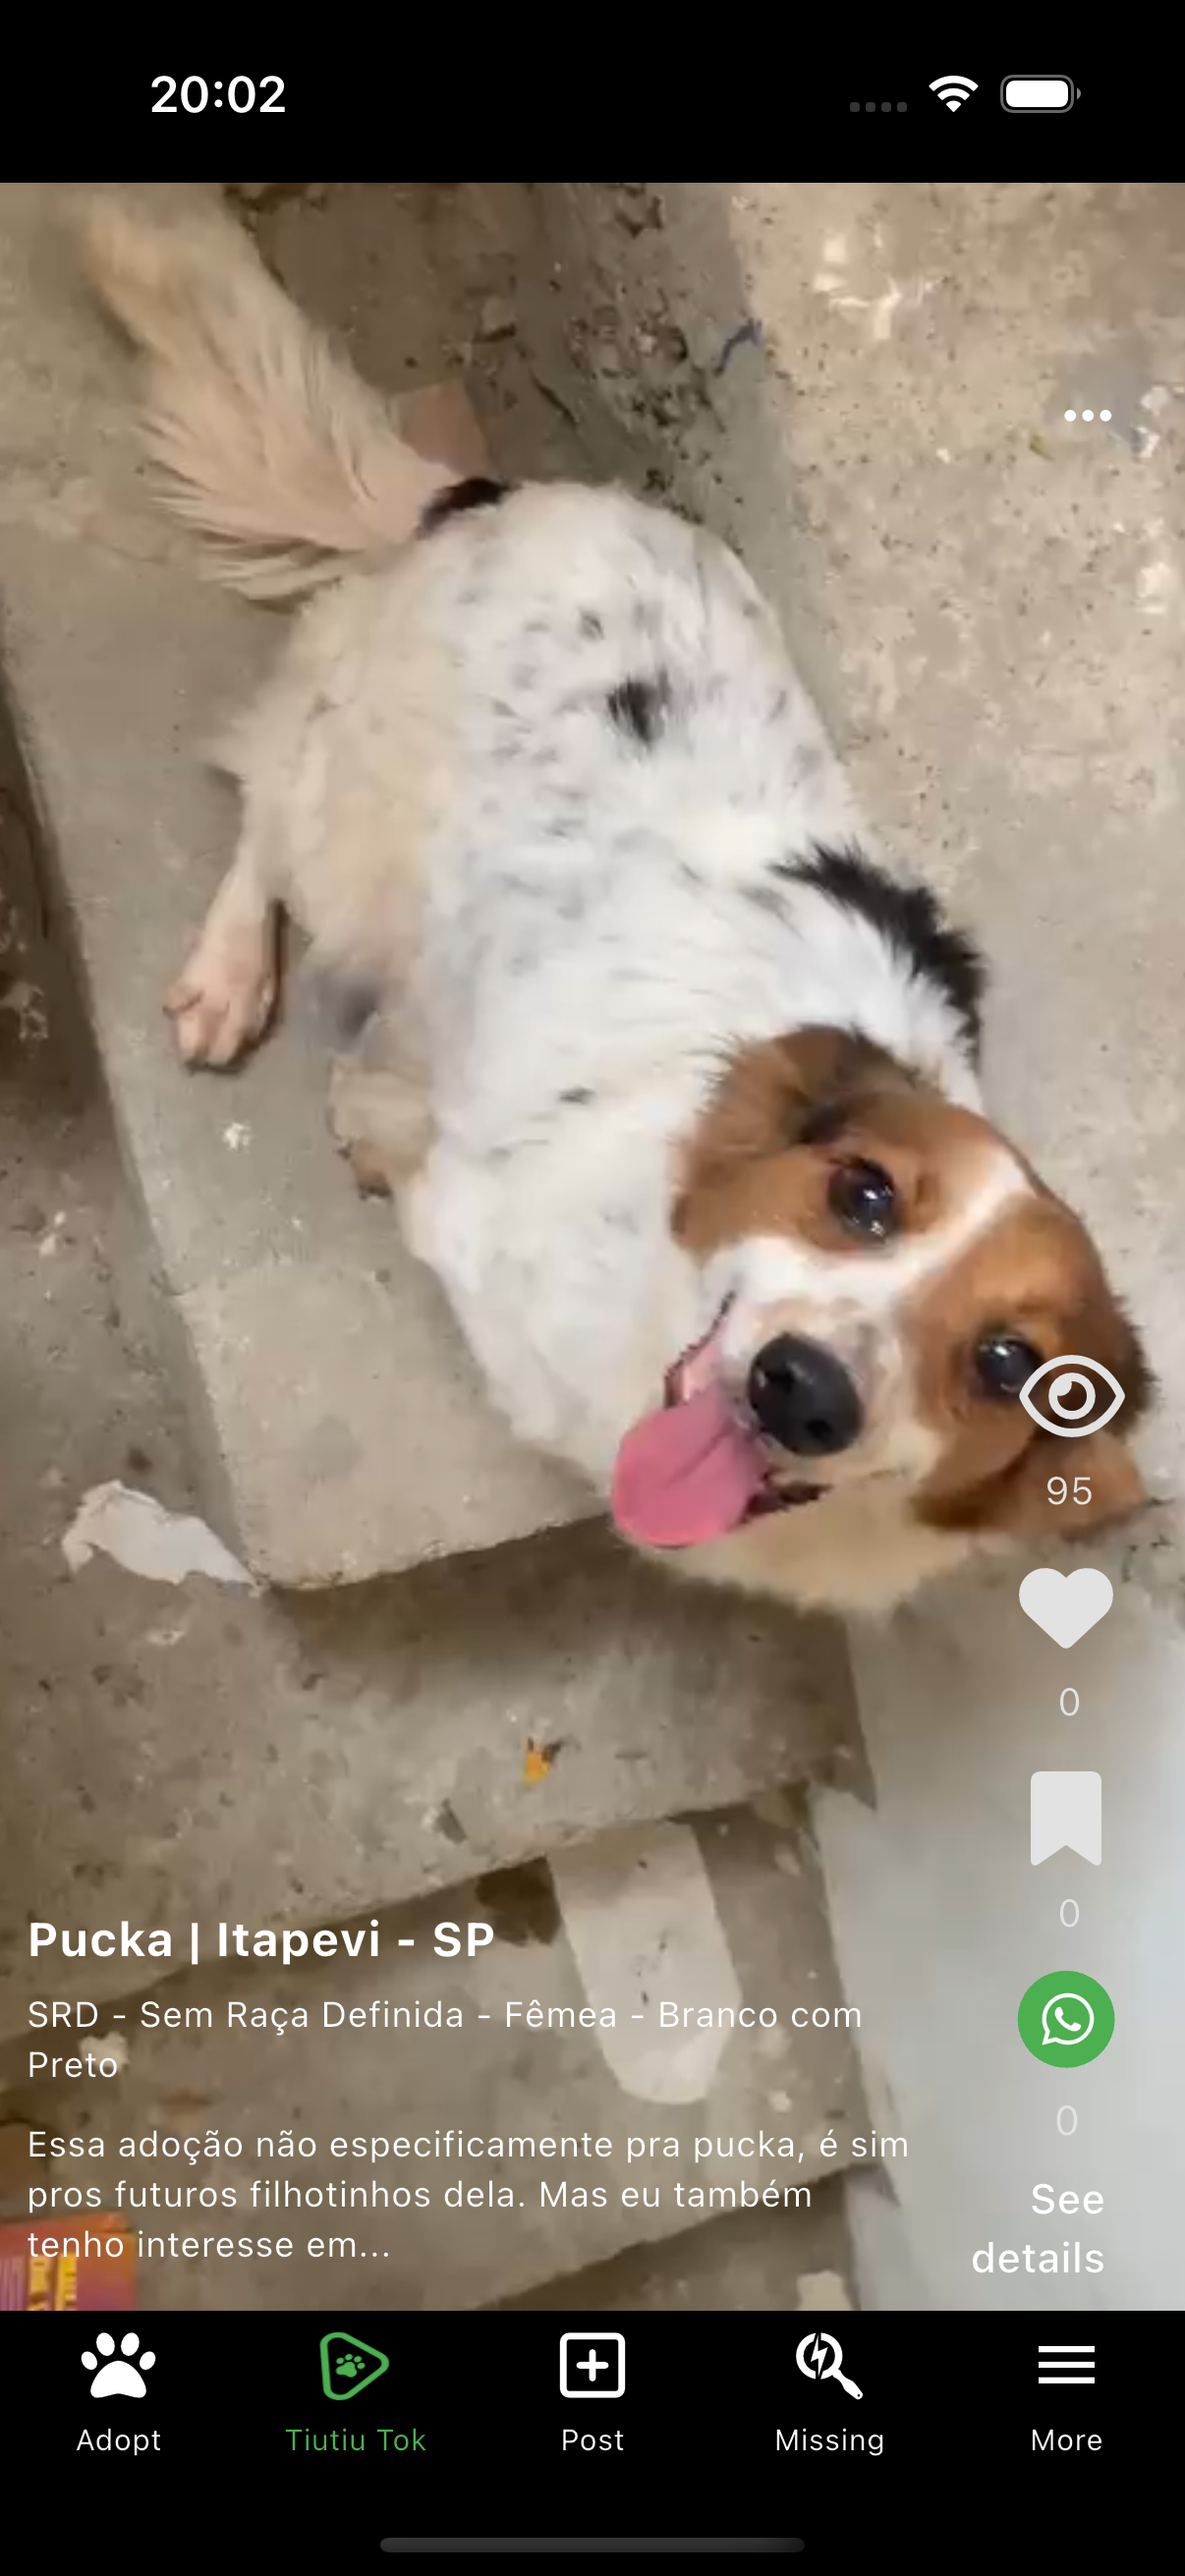 20:02
95
0
0
0
Pucka | Itapevi - SP
SRD - Sem Raça Definida - Fêmea - Branco com
Preto
Essa adoção não especificamente pra pucka, é sim
pros futuros filhotinhos dela. Mas eu também
tenho interesse em...
See
details
Adopt
Tiutiu Tok
Post
Missing
More